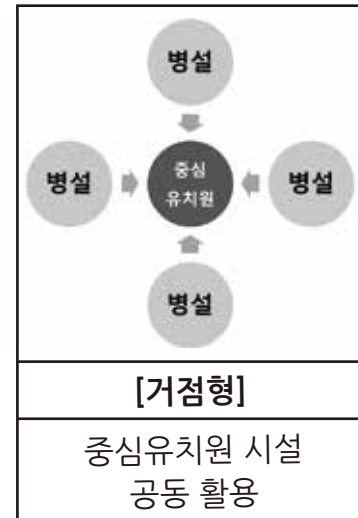 병설
병설
중심
유치원
병설
병설
[거점형]
중심유치원 시설
공동 활용